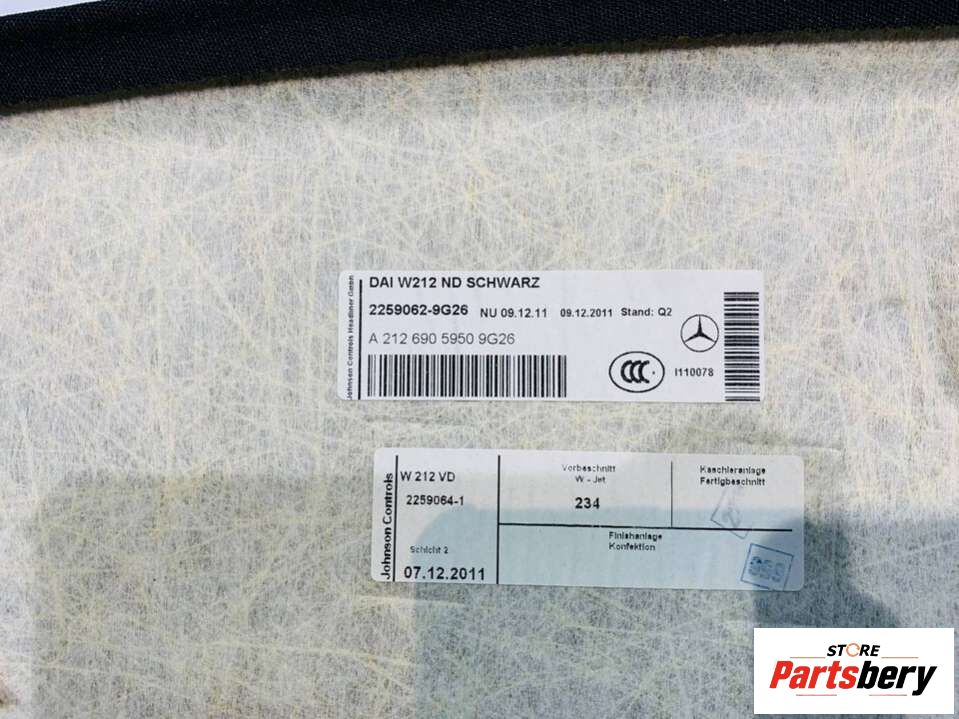 Johnson Controls Headliner GmbH
DAI W212 ND SCHWARZ
2259062-9G26 NU 09.12.11 09.12.2011 Stand: Q2
A 212 690 5950 9G26
CCC
I110078
Johnson Controls
W 212 VD
2259064-1
Schicht 2
07.12.2011
Vorbeschnitt
W - Jet
234
Kaschieranlage
Fertigbeschnitt
Finishanlage
Konfektion
STORE
Partsbery